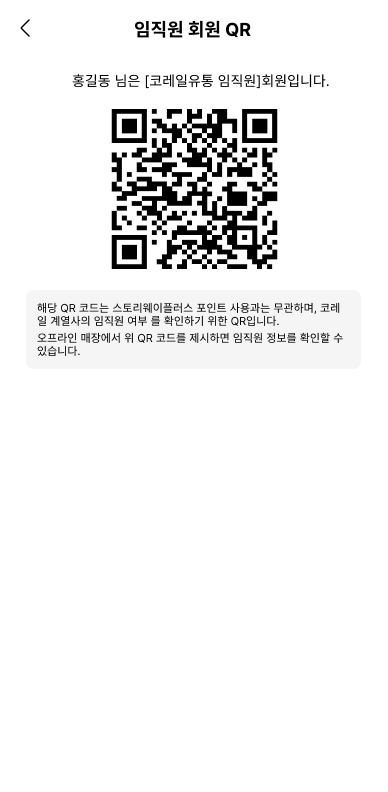 임직원 회원 QR
홍길동 님은 [코레일유통 임직원]회원입니다.
해당 QR 코드는 스토리웨이플러스 포인트 사용과는 무관하며, 코레
일 계열사의 임직원 여부 를 확인하기 위한 QR입니다.
오프라인 매장에서 위 QR 코드를 제시하면 임직원 정보를 확인할 수
있습니다.